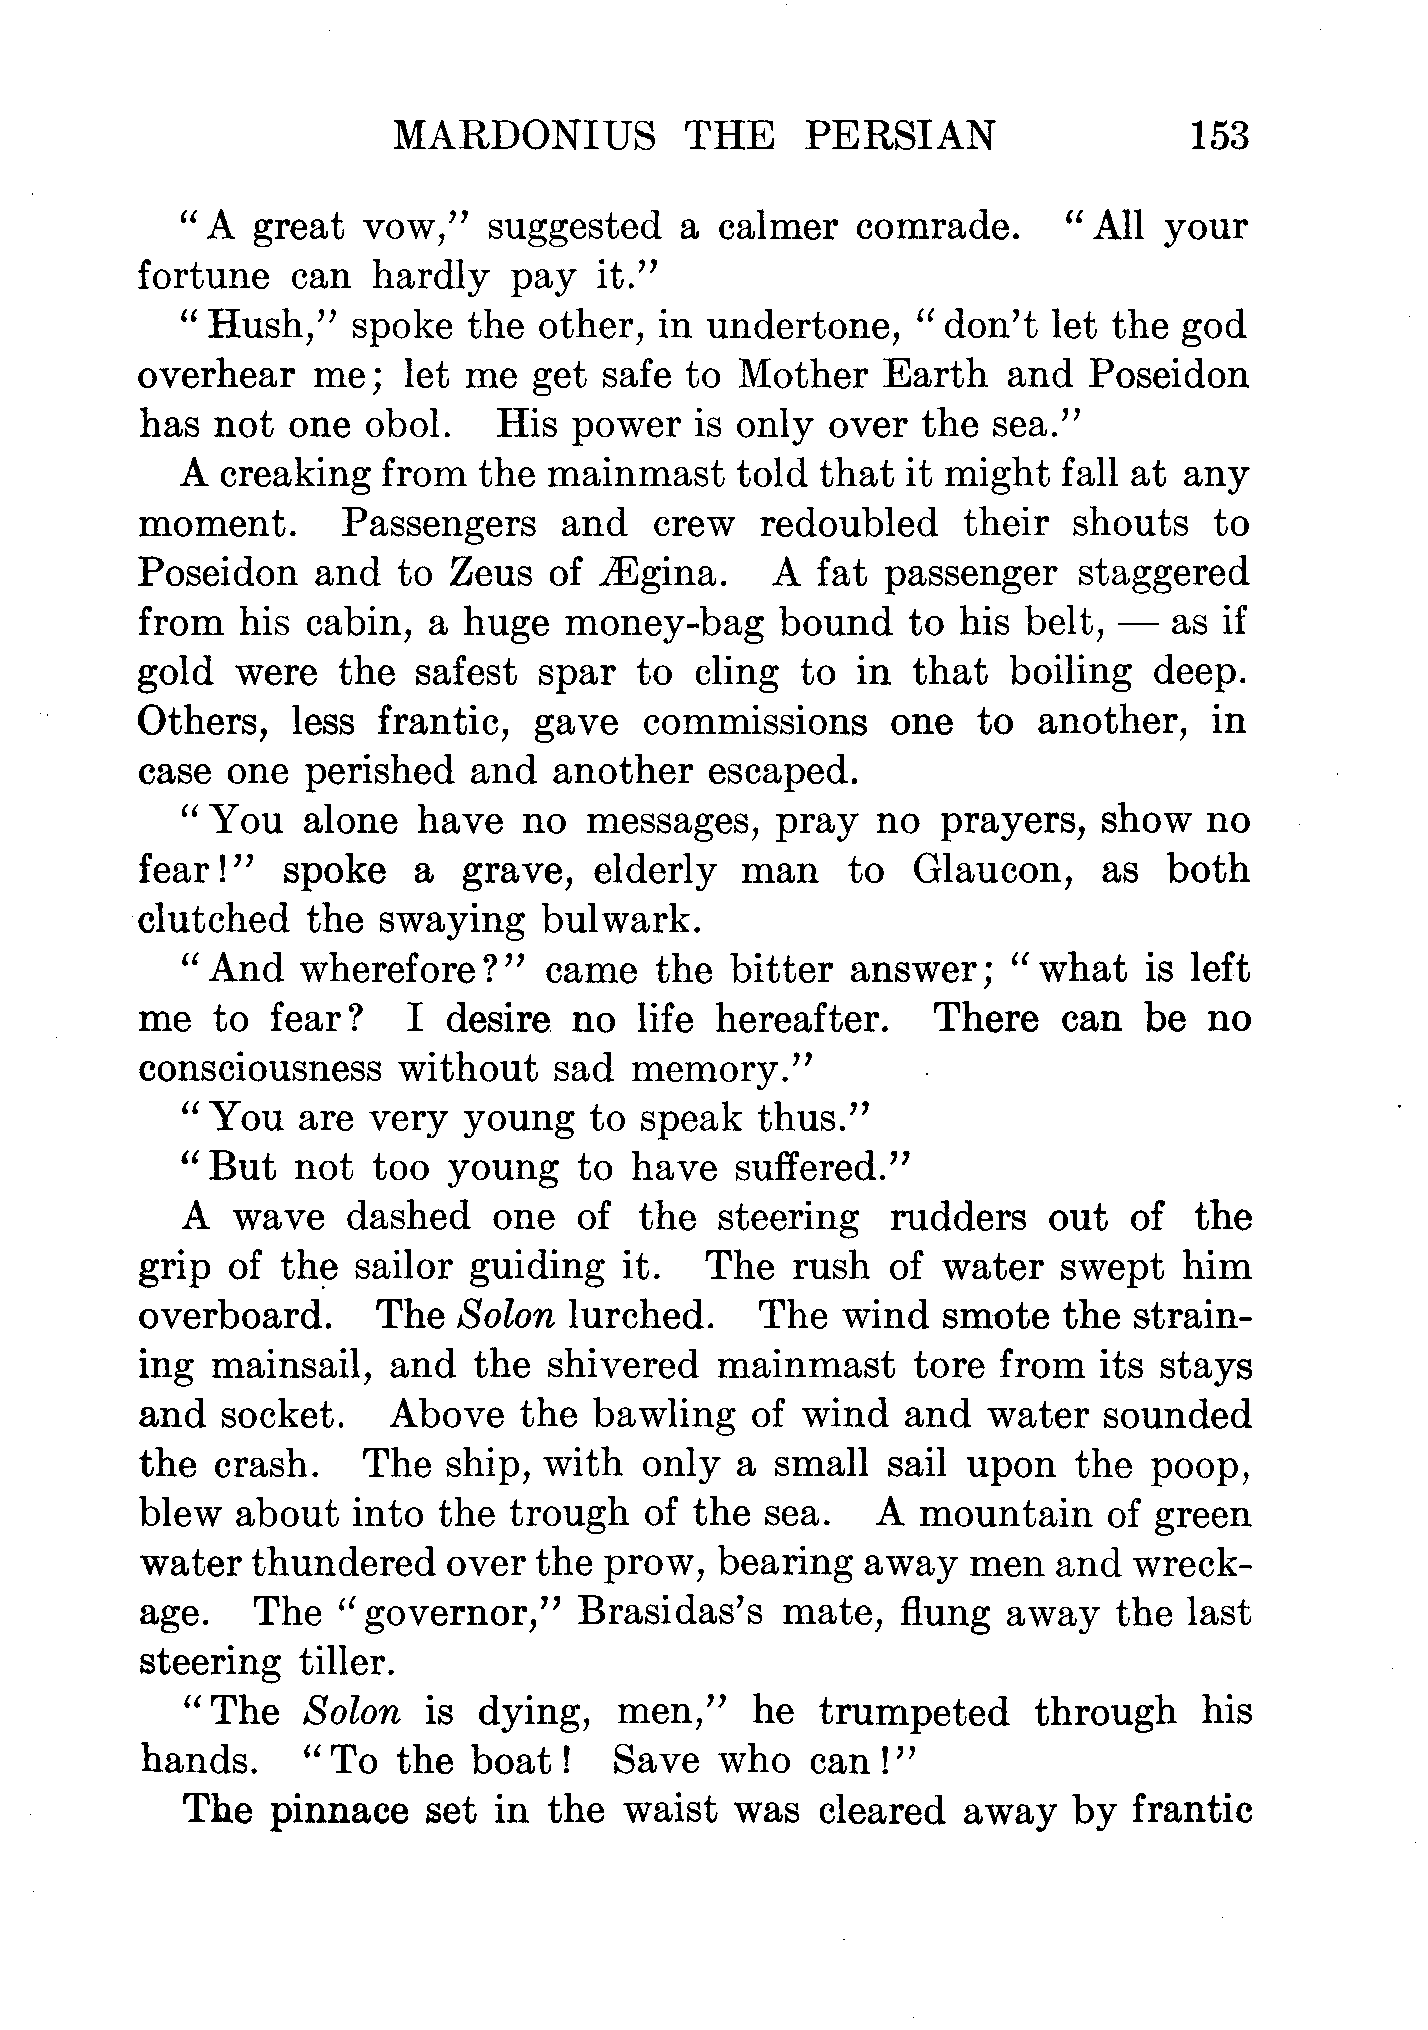 MARDONIUS THE PERSIAN 153
"A great vow," suggested a calmer comrade. "All your
fortune can hardly pay it."
"Hush," spoke the other, in undertone, "don't let the god
overhear me; let me get safe to Mother Earth and Poseidon
has not one obol. His power is only over the sea."
A creaking from the mainmast told that it might fall at any
moment. Passengers and crew redoubled their shouts to
Poseidon and to Zeus of Ægina. A fat passenger staggered
from his cabin, a huge money-bag bound to his belt, — as if
gold were the safest spar to cling to in that boiling deep.
Others, less frantic, gave commissions one to another, in
case one perished and another escaped.
"You alone have no messages, pray no prayers, show no
fear!" spoke a grave, elderly man to Glaucon, as both
clutched the swaying bulwark.
"And wherefore?" came the bitter answer; "what is left
me to fear? I desire no life hereafter. There can be no
consciousness without sad memory."
"You are very young to speak thus."
"But not too young to have suffered."
A wave dashed one of the steering rudders out of the
grip of the sailor guiding it. The rush of water swept him
overboard. The Solon lurched. The wind smote the strain-
ing mainsail, and the shivered mainmast tore from its stays
and socket. Above the bawling of wind and water sounded
the crash. The ship, with only a small sail upon the poop,
blew about into the trough of the sea. A mountain of green
water thundered over the prow, bearing away men and wreck-
age. The "governor," Brasidas's mate, flung away the last
steering tiller.
"The Solon is dying, men," he trumpeted through his
hands. "To the boat! Save who can!"
The pinnace set in the waist was cleared away by frantic